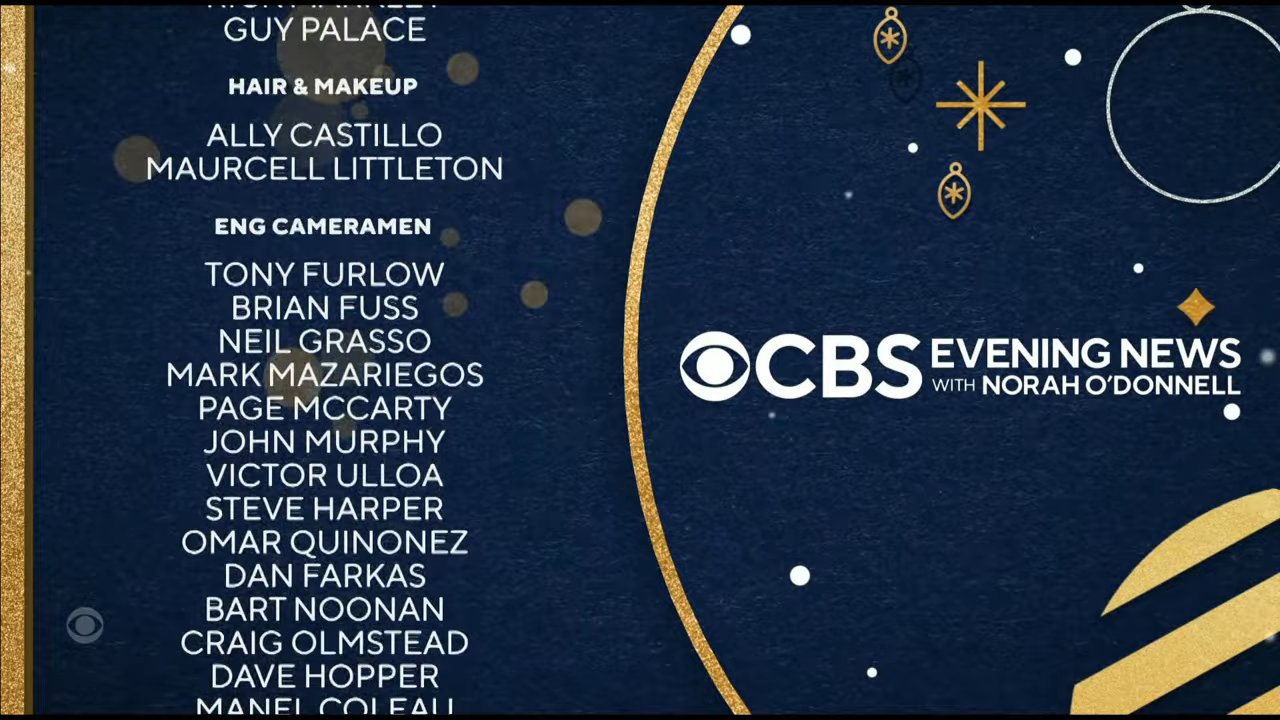 GUY PALACE
HAIR & MAKEUP
ALLY CASTILLO
MAURCELL LITTLETON
ENG CAMERAMEN
TONY FURLOW
BRIAN FUSS
NEIL GRASSO
MARK MAZARIEGOS
PAGE MCCARTY
JOHN MURPHY
VICTOR ULLOA
STEVE HARPER
OMAR QUINONEZ
DAN FARKAS
BART NOONAN
CRAIG OLMSTEAD
DAVE HOPPER
MANEL COLEAU
CBS EVENING NEWS
WITH NORAH O'DONNELL